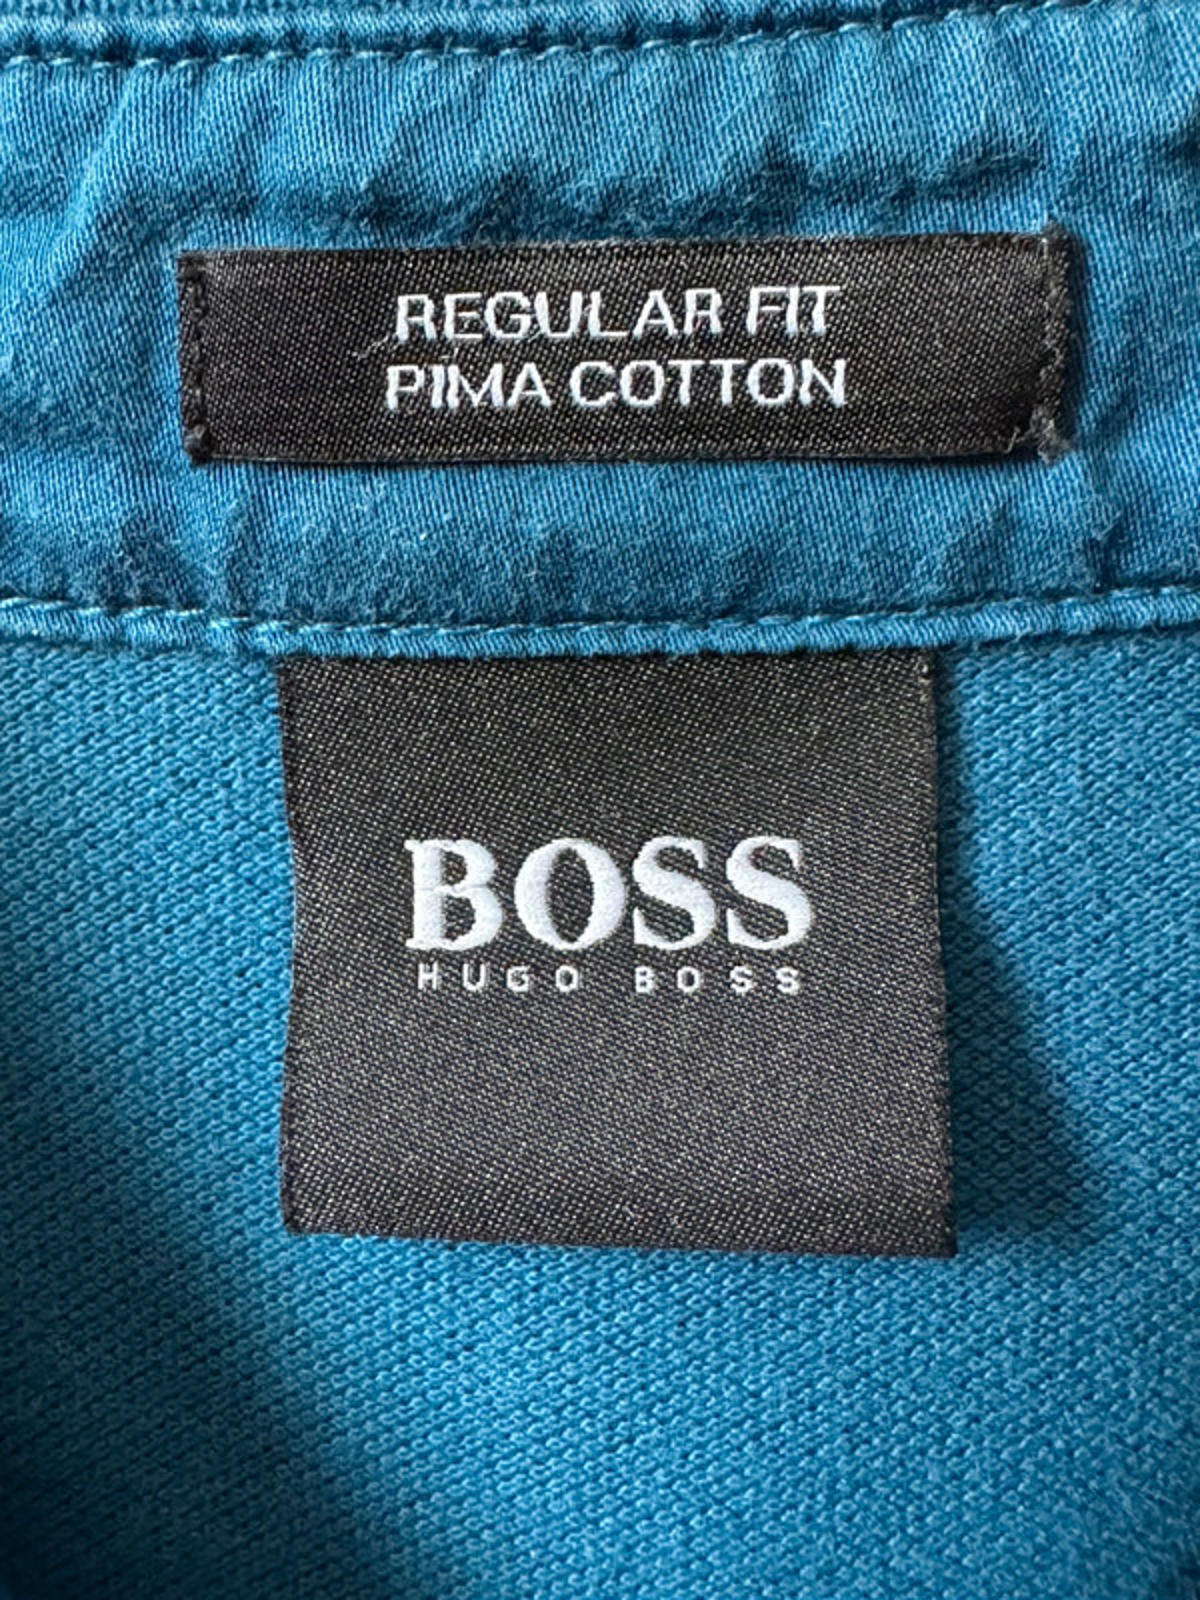 REGULAR FIT
PIMA COTTON
BOSS
HUGO BOSS